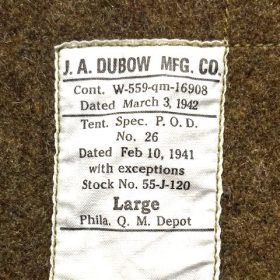 J. A. DUBOW MFG. CO.
Cont. W-559-qm-16908
Dated March 3, 1942
Tent. Spec. P. O. D.
No. 26
Dated Feb 10, 1941
with exceptions
Stock No. 55-J-120
Large
Phila. Q. M. Depot